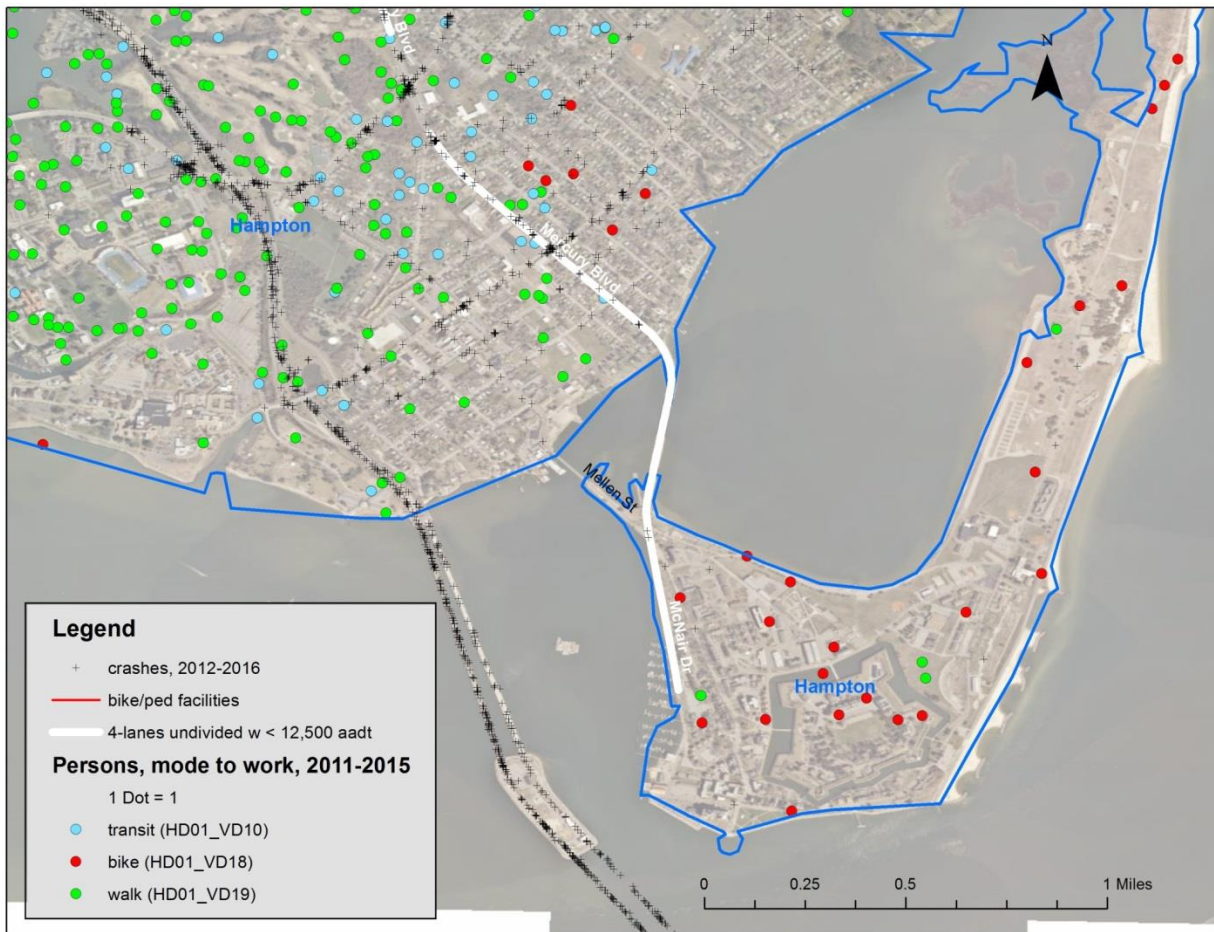 y Blvd
N
Hampton
Mercury Blvd
Mellen St
McNair Dr
Hampton
Legend
crashes, 2012-2016
bike/ped facilities
4-lanes undivided w < 12,500 aadt
Persons, mode to work, 2011-2015
1 Dot = 1
transit (HD01_VD10)
bike (HD01_VD18)
walk (HD01_VD19)
0 0.25 0.5 1 Miles